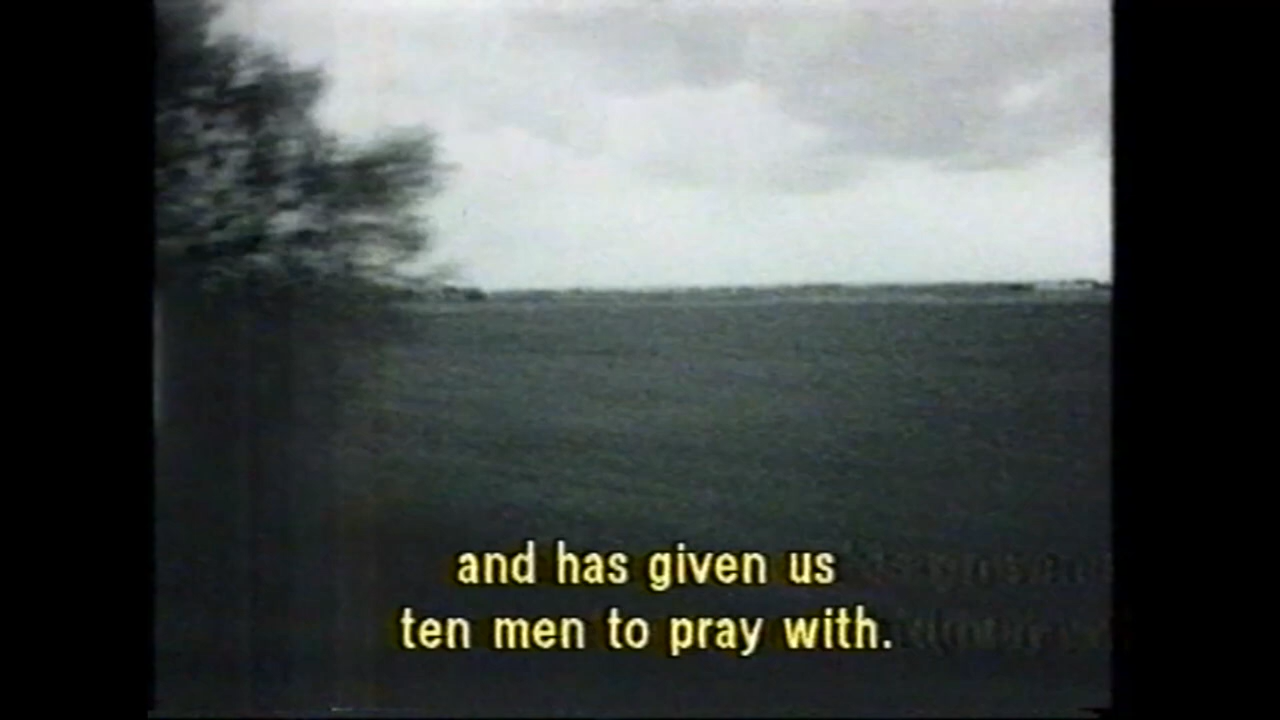 and has given us
ten men to pray with.